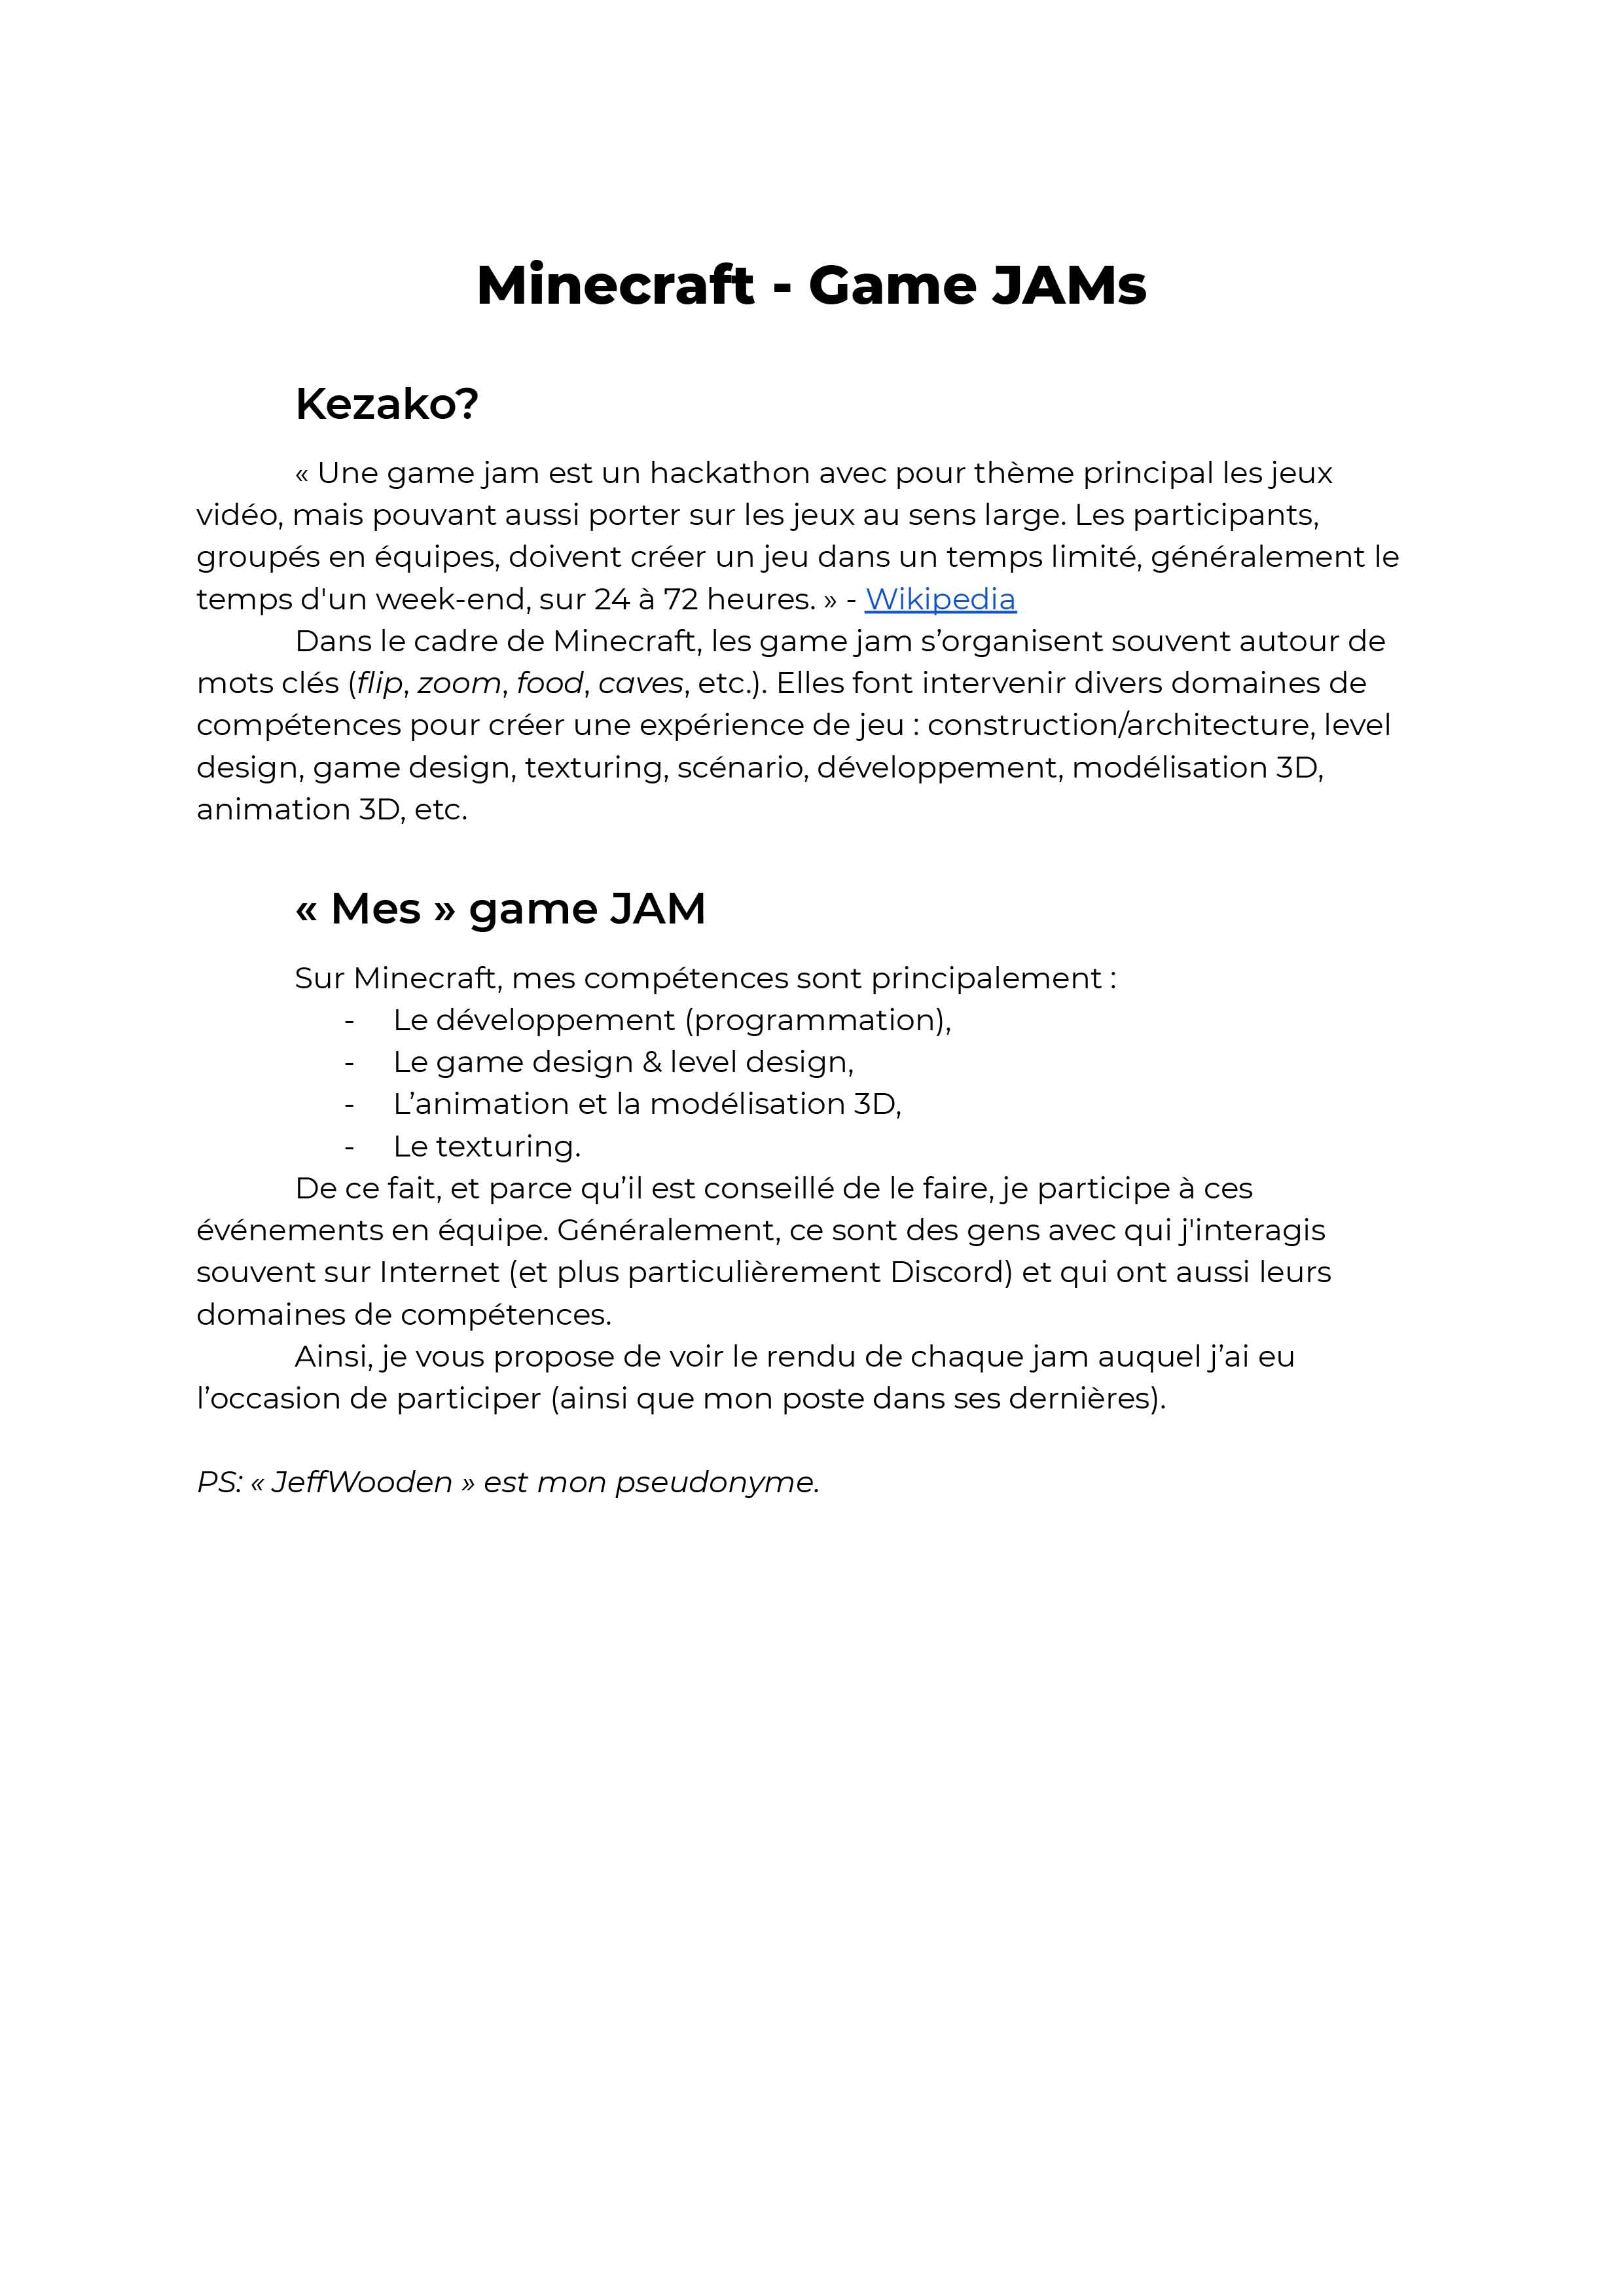 Minecraft - Game JAMs
Kezako?
« Une game jam est un hackathon avec pour thème principal les jeux
vidéo, mais pouvant aussi porter sur les jeux au sens large. Les participants,
groupés en équipes, doivent créer un jeu dans un temps limité, généralement le
temps d'un week-end, sur 24 à 72 heures. » - Wikipedia
Dans le cadre de Minecraft, les game jam s’organisent souvent autour de
mots clés (flip, zoom, food, caves, etc.). Elles font intervenir divers domaines de
compétences pour créer une expérience de jeu : construction/architecture, level
design, game design, texturing, scénario, développement, modélisation 3D,
animation 3D, etc.
« Mes » game JAM
Sur Minecraft, mes compétences sont principalement :
- Le développement (programmation),
- Le game design & level design,
- L’animation et la modélisation 3D,
- Le texturing.
De ce fait, et parce qu’il est conseillé de le faire, je participe à ces
événements en équipe. Généralement, ce sont des gens avec qui j'interagis
souvent sur Internet (et plus particulièrement Discord) et qui ont aussi leurs
domaines de compétences.
Ainsi, je vous propose de voir le rendu de chaque jam auquel j’ai eu
l’occasion de participer (ainsi que mon poste dans ses dernières).
PS: « JeffWooden » est mon pseudonyme.